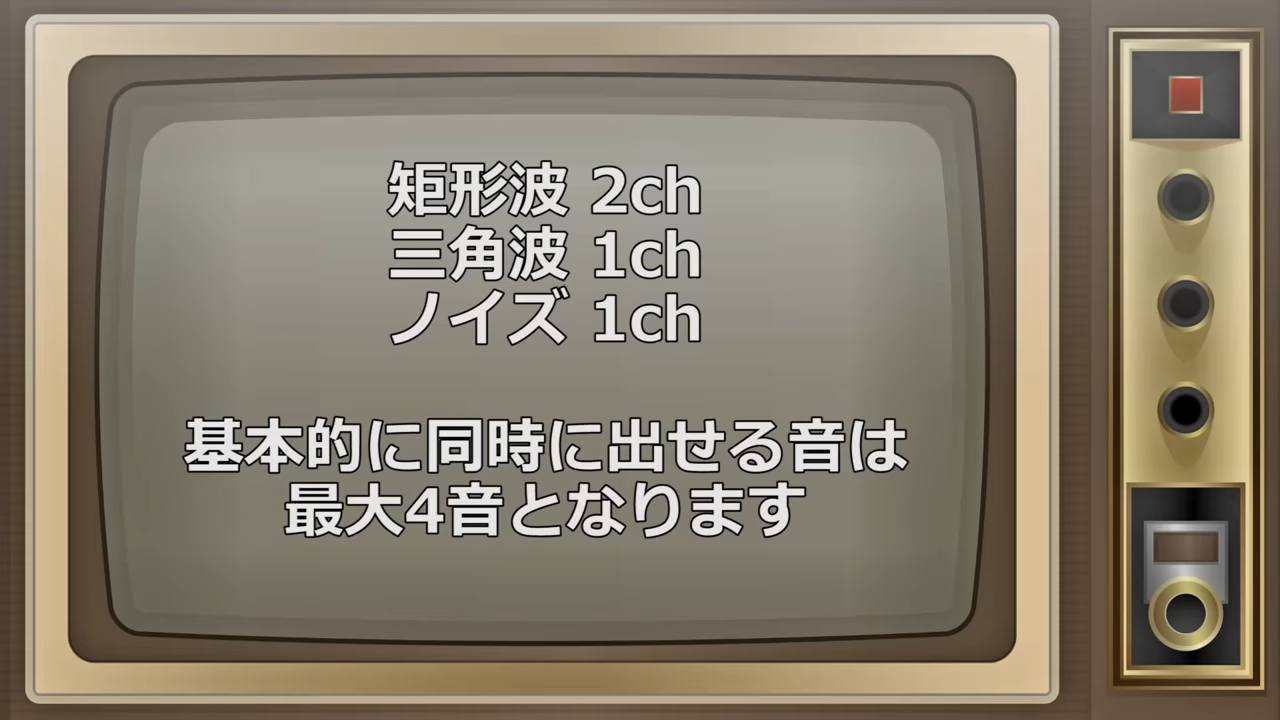 矩形波 2ch
三角波 1ch
ノイズ 1ch
基本的に同時に出せる音は
最大4音となります